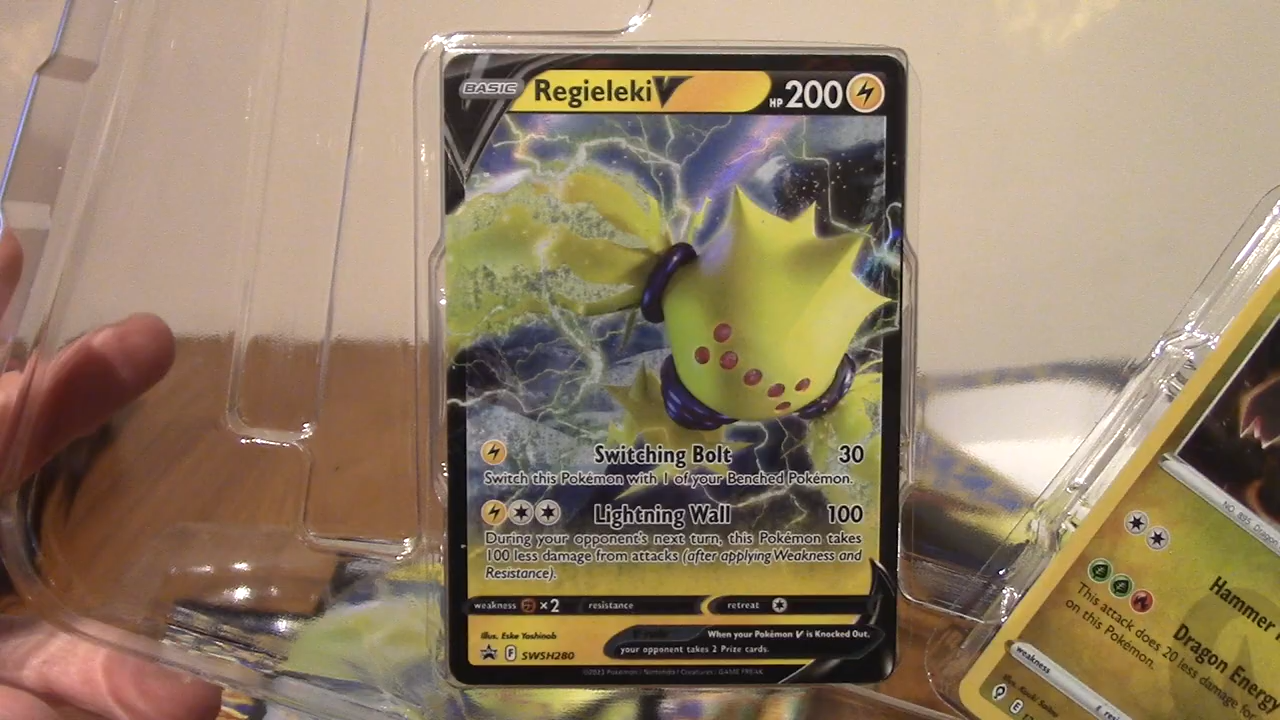 BASIC Regieleki V HP 200
Switching Bolt 30
Switch this Pokémon with 1 of your Benched Pokémon.
Lightning Wall 100
During your opponent's next turn, this Pokémon takes
100 less damage from attacks (after applying Weakness and
Resistance).
weakness ×2 resistance retreat
Illus. Eske Yoshinob
When your Pokémon V is Knocked Out,
your opponent takes 2 Prize cards.
F SWSH280
©2023 Pokémon / Nintendo / Creatures / GAME FREAK
NO. 895 Dragon
Hammer
Dragon Energy
This attack does 20 less damage for
on this Pokémon.
weakness
E